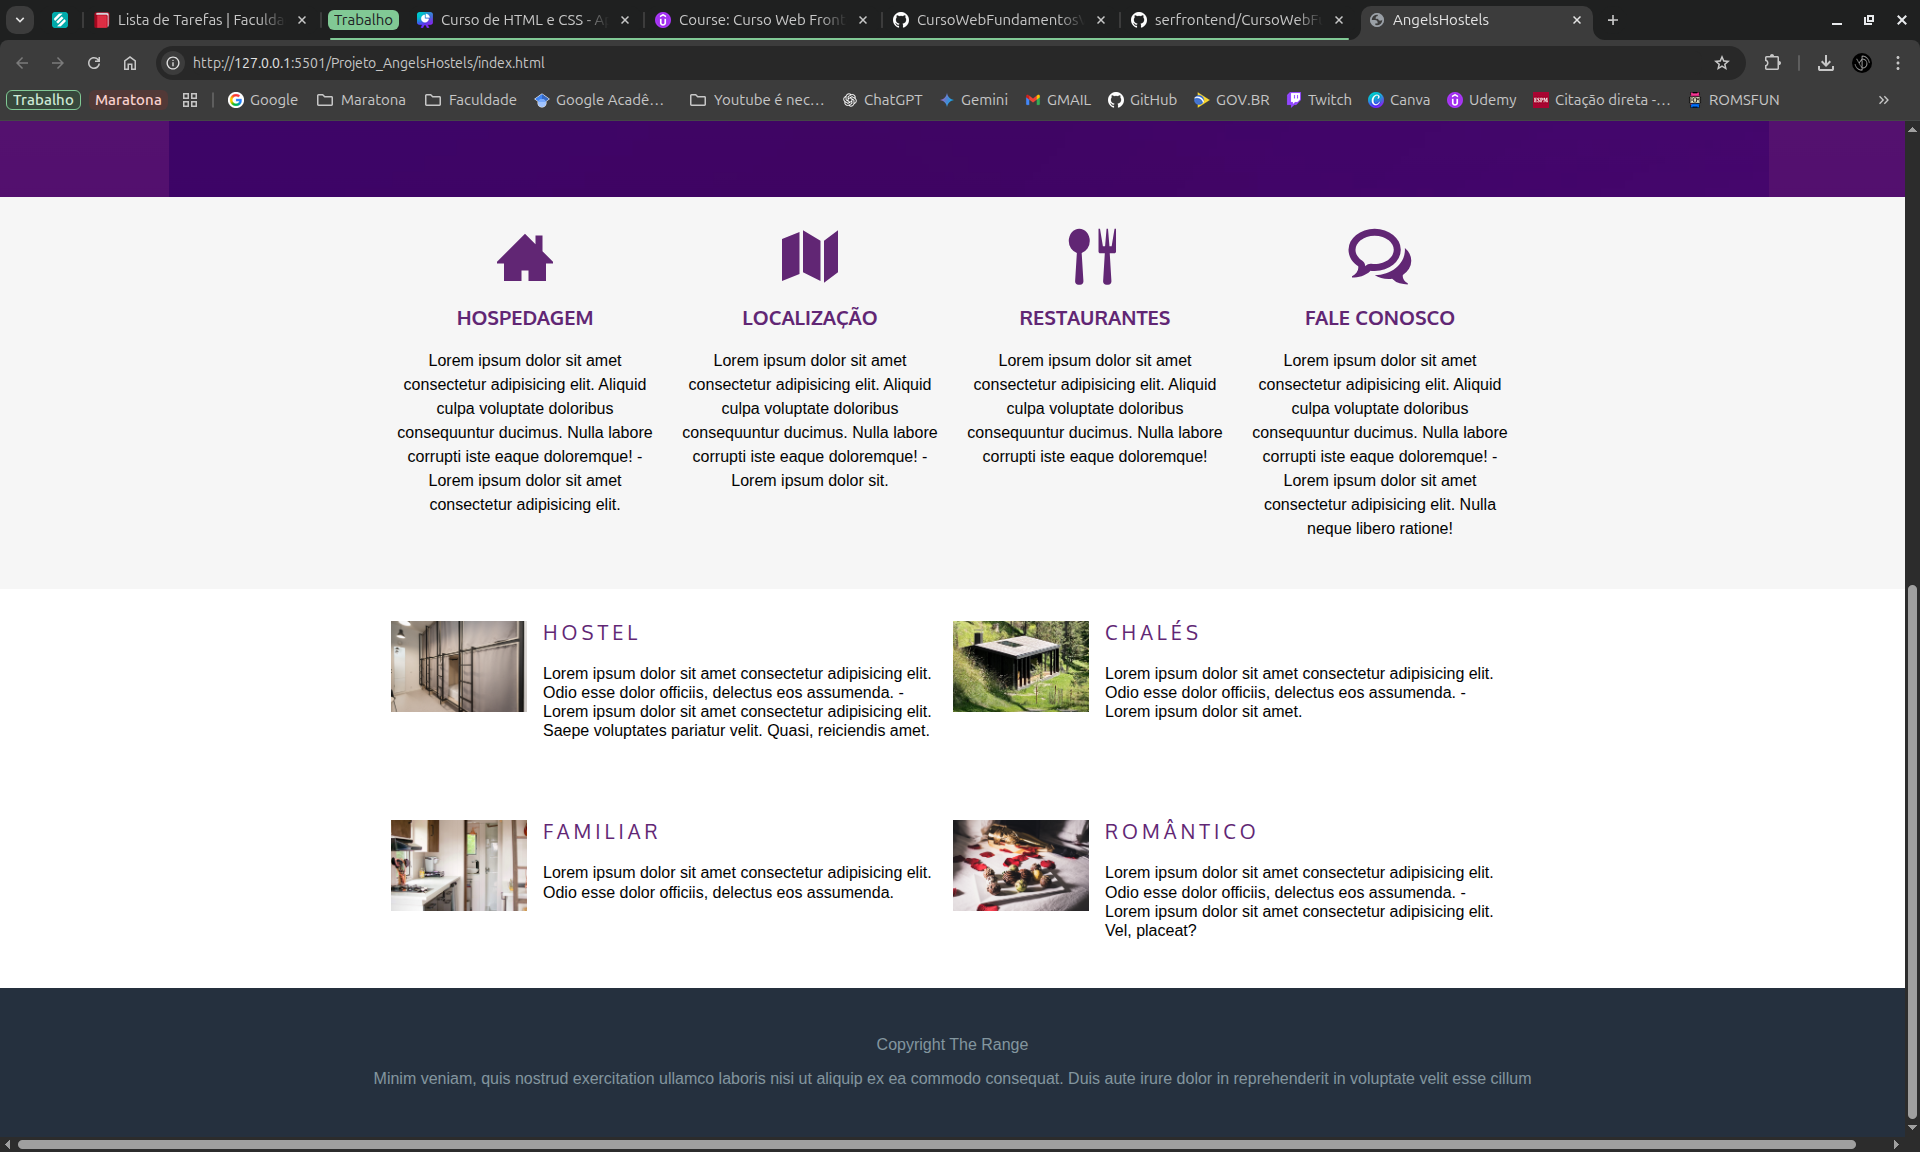 Lista de Tarefas | Faculda
Trabalho
Curso de HTML e CSS - A
Course: Curso Web Front
CursoWebFundamentos
serfrontend/CursoWebF
AngelsHostels
http://127.0.0.1:5501/Projeto_AngelsHostels/index.html
Trabalho
Maratona
Google
Maratona
Faculdade
Google Acadê...
Youtube é nec...
ChatGPT
Gemini
GMAIL
GitHub
GOV.BR
Twitch
Canva
Udemy
Citação direta -...
ROMSFUN
HOSPEDAGEM
Lorem ipsum dolor sit amet
consectetur adipisicing elit. Aliquid
culpa voluptate doloribus
consequuntur ducimus. Nulla labore
corrupti iste eaque doloremque! -
Lorem ipsum dolor sit amet
consectetur adipisicing elit.
LOCALIZAÇÃO
Lorem ipsum dolor sit amet
consectetur adipisicing elit. Aliquid
culpa voluptate doloribus
consequuntur ducimus. Nulla labore
corrupti iste eaque doloremque! -
Lorem ipsum dolor sit.
RESTAURANTES
Lorem ipsum dolor sit amet
consectetur adipisicing elit. Aliquid
culpa voluptate doloribus
consequuntur ducimus. Nulla labore
corrupti iste eaque doloremque!
FALE CONOSCO
Lorem ipsum dolor sit amet
consectetur adipisicing elit. Aliquid
culpa voluptate doloribus
consequuntur ducimus. Nulla labore
corrupti iste eaque doloremque! -
Lorem ipsum dolor sit amet
consectetur adipisicing elit. Nulla
neque libero ratione!
HOSTEL
Lorem ipsum dolor sit amet consectetur adipisicing elit.
Odio esse dolor officiis, delectus eos assumenda. -
Lorem ipsum dolor sit amet consectetur adipisicing elit.
Saepe voluptates pariatur velit. Quasi, reiciendis amet.
CHALÉS
Lorem ipsum dolor sit amet consectetur adipisicing elit.
Odio esse dolor officiis, delectus eos assumenda. -
Lorem ipsum dolor sit amet.
FAMILIAR
Lorem ipsum dolor sit amet consectetur adipisicing elit.
Odio esse dolor officiis, delectus eos assumenda.
ROMÂNTICO
Lorem ipsum dolor sit amet consectetur adipisicing elit.
Odio esse dolor officiis, delectus eos assumenda. -
Lorem ipsum dolor sit amet consectetur adipisicing elit.
Vel, placeat?
Copyright The Range
Minim veniam, quis nostrud exercitation ullamco laboris nisi ut aliquip ex ea commodo consequat. Duis aute irure dolor in reprehenderit in voluptate velit esse cillum